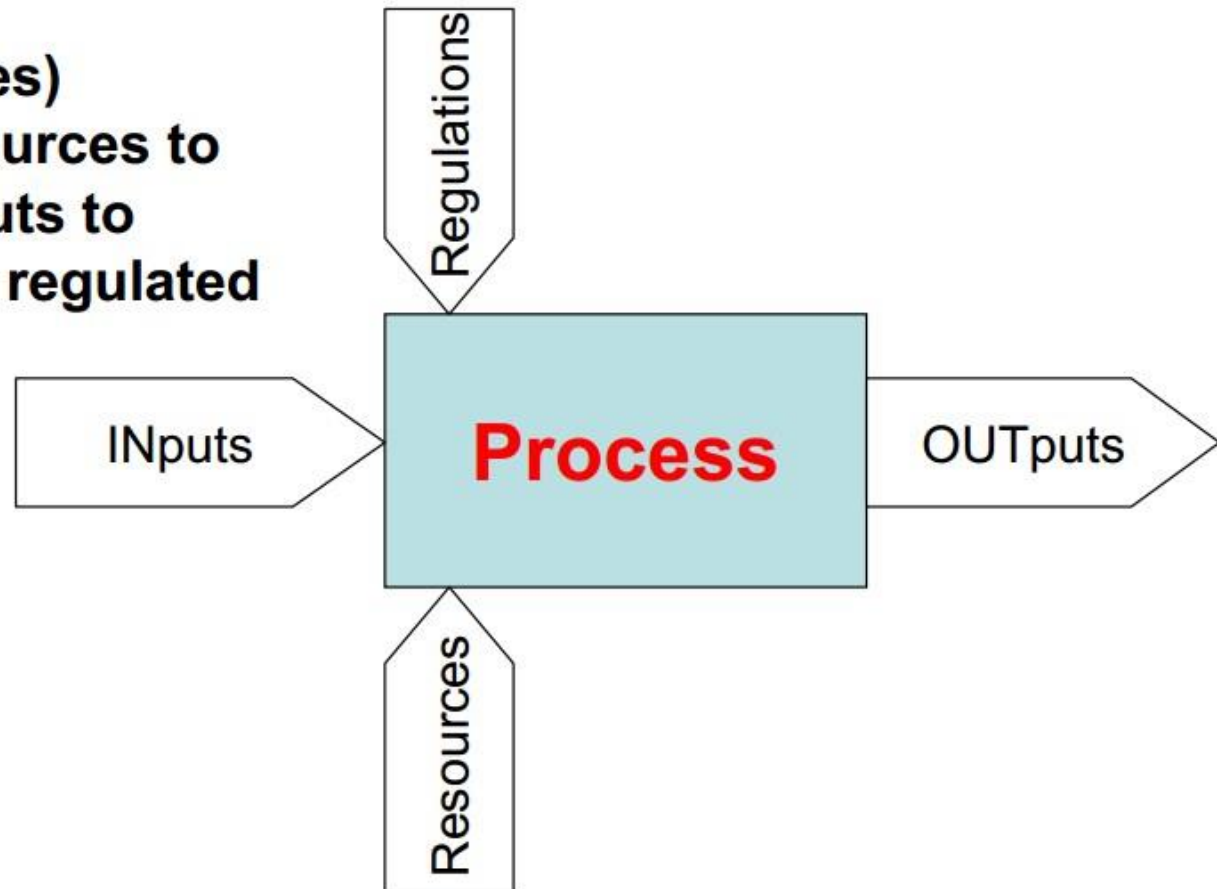 es)
urces to
uts to
regulated
Regulations
INputs
Process
OUTputs
Resources